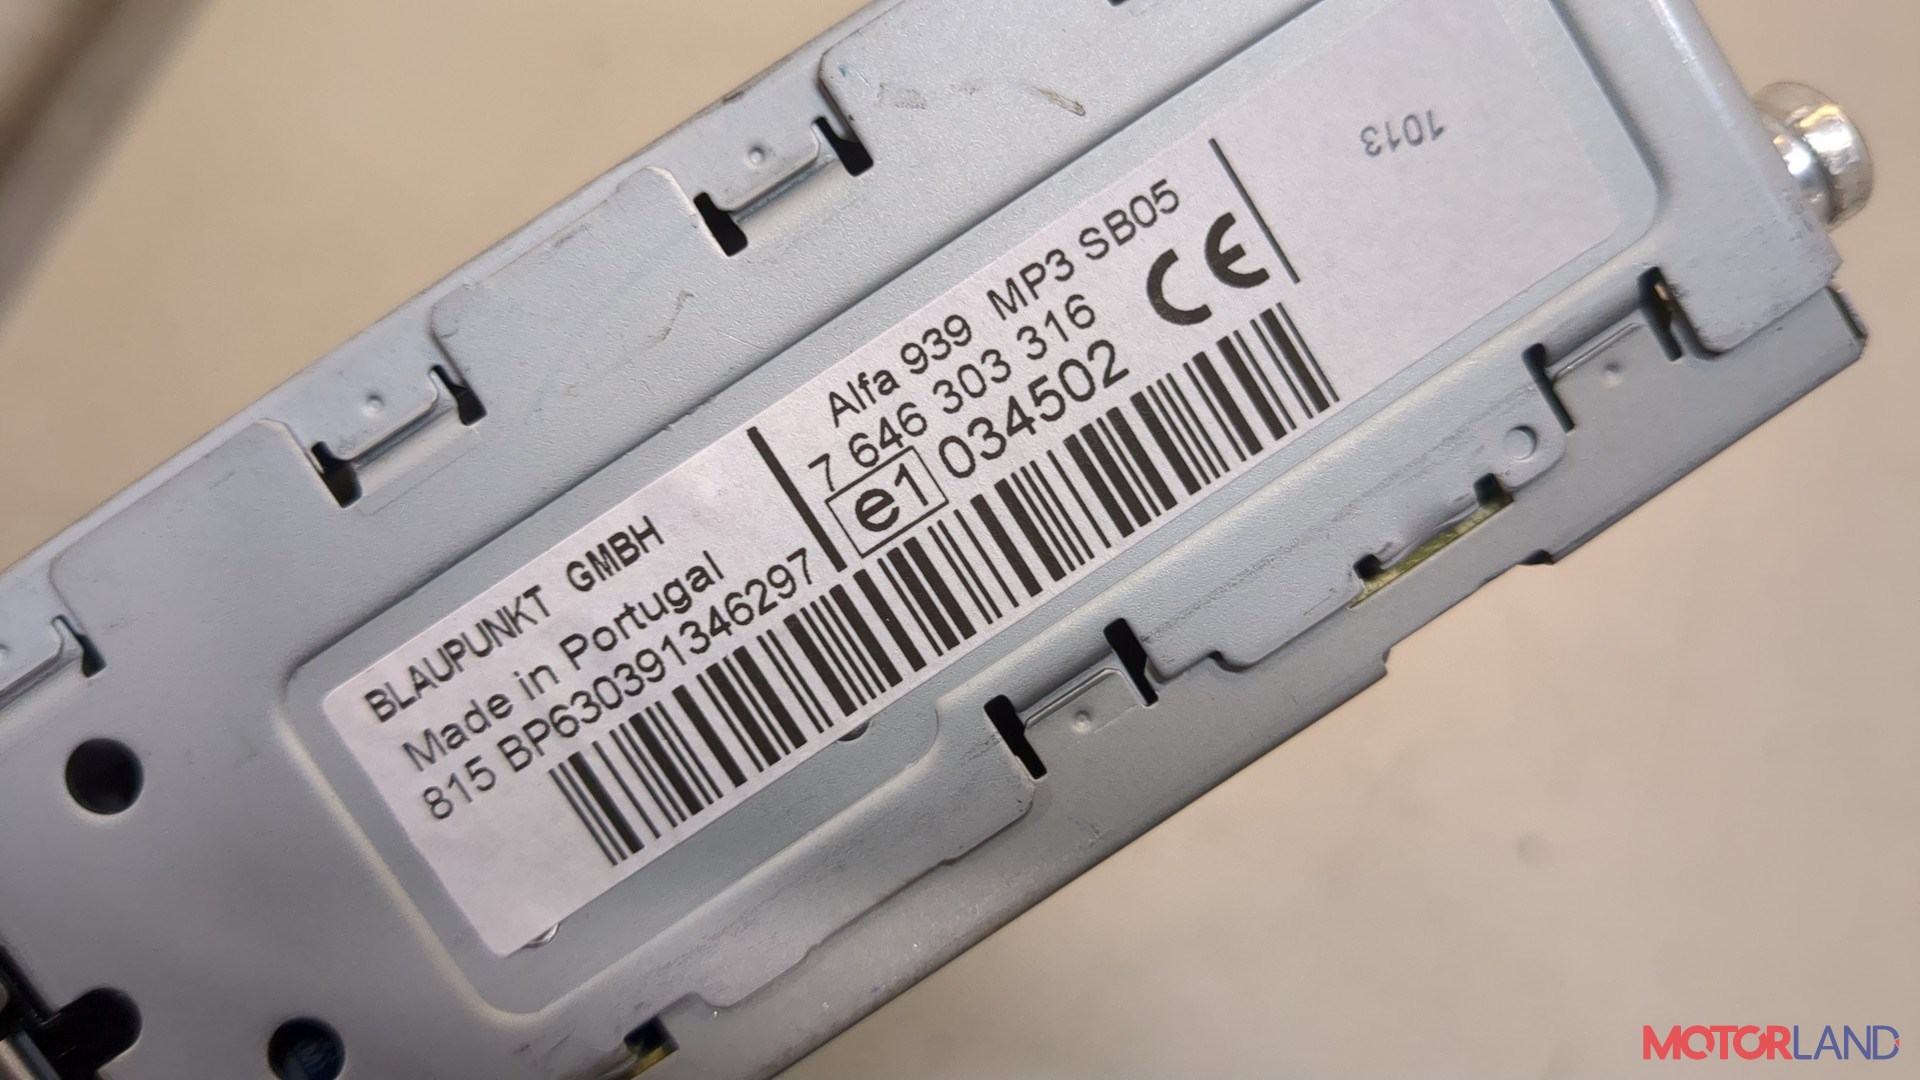 BLAUPUNKT GMBH
Made in Portugal
815 BP630391346297
Alfa 939 MP3 SB05
7 646 303 316
e1 034502 CE
1013
MOTORLAND